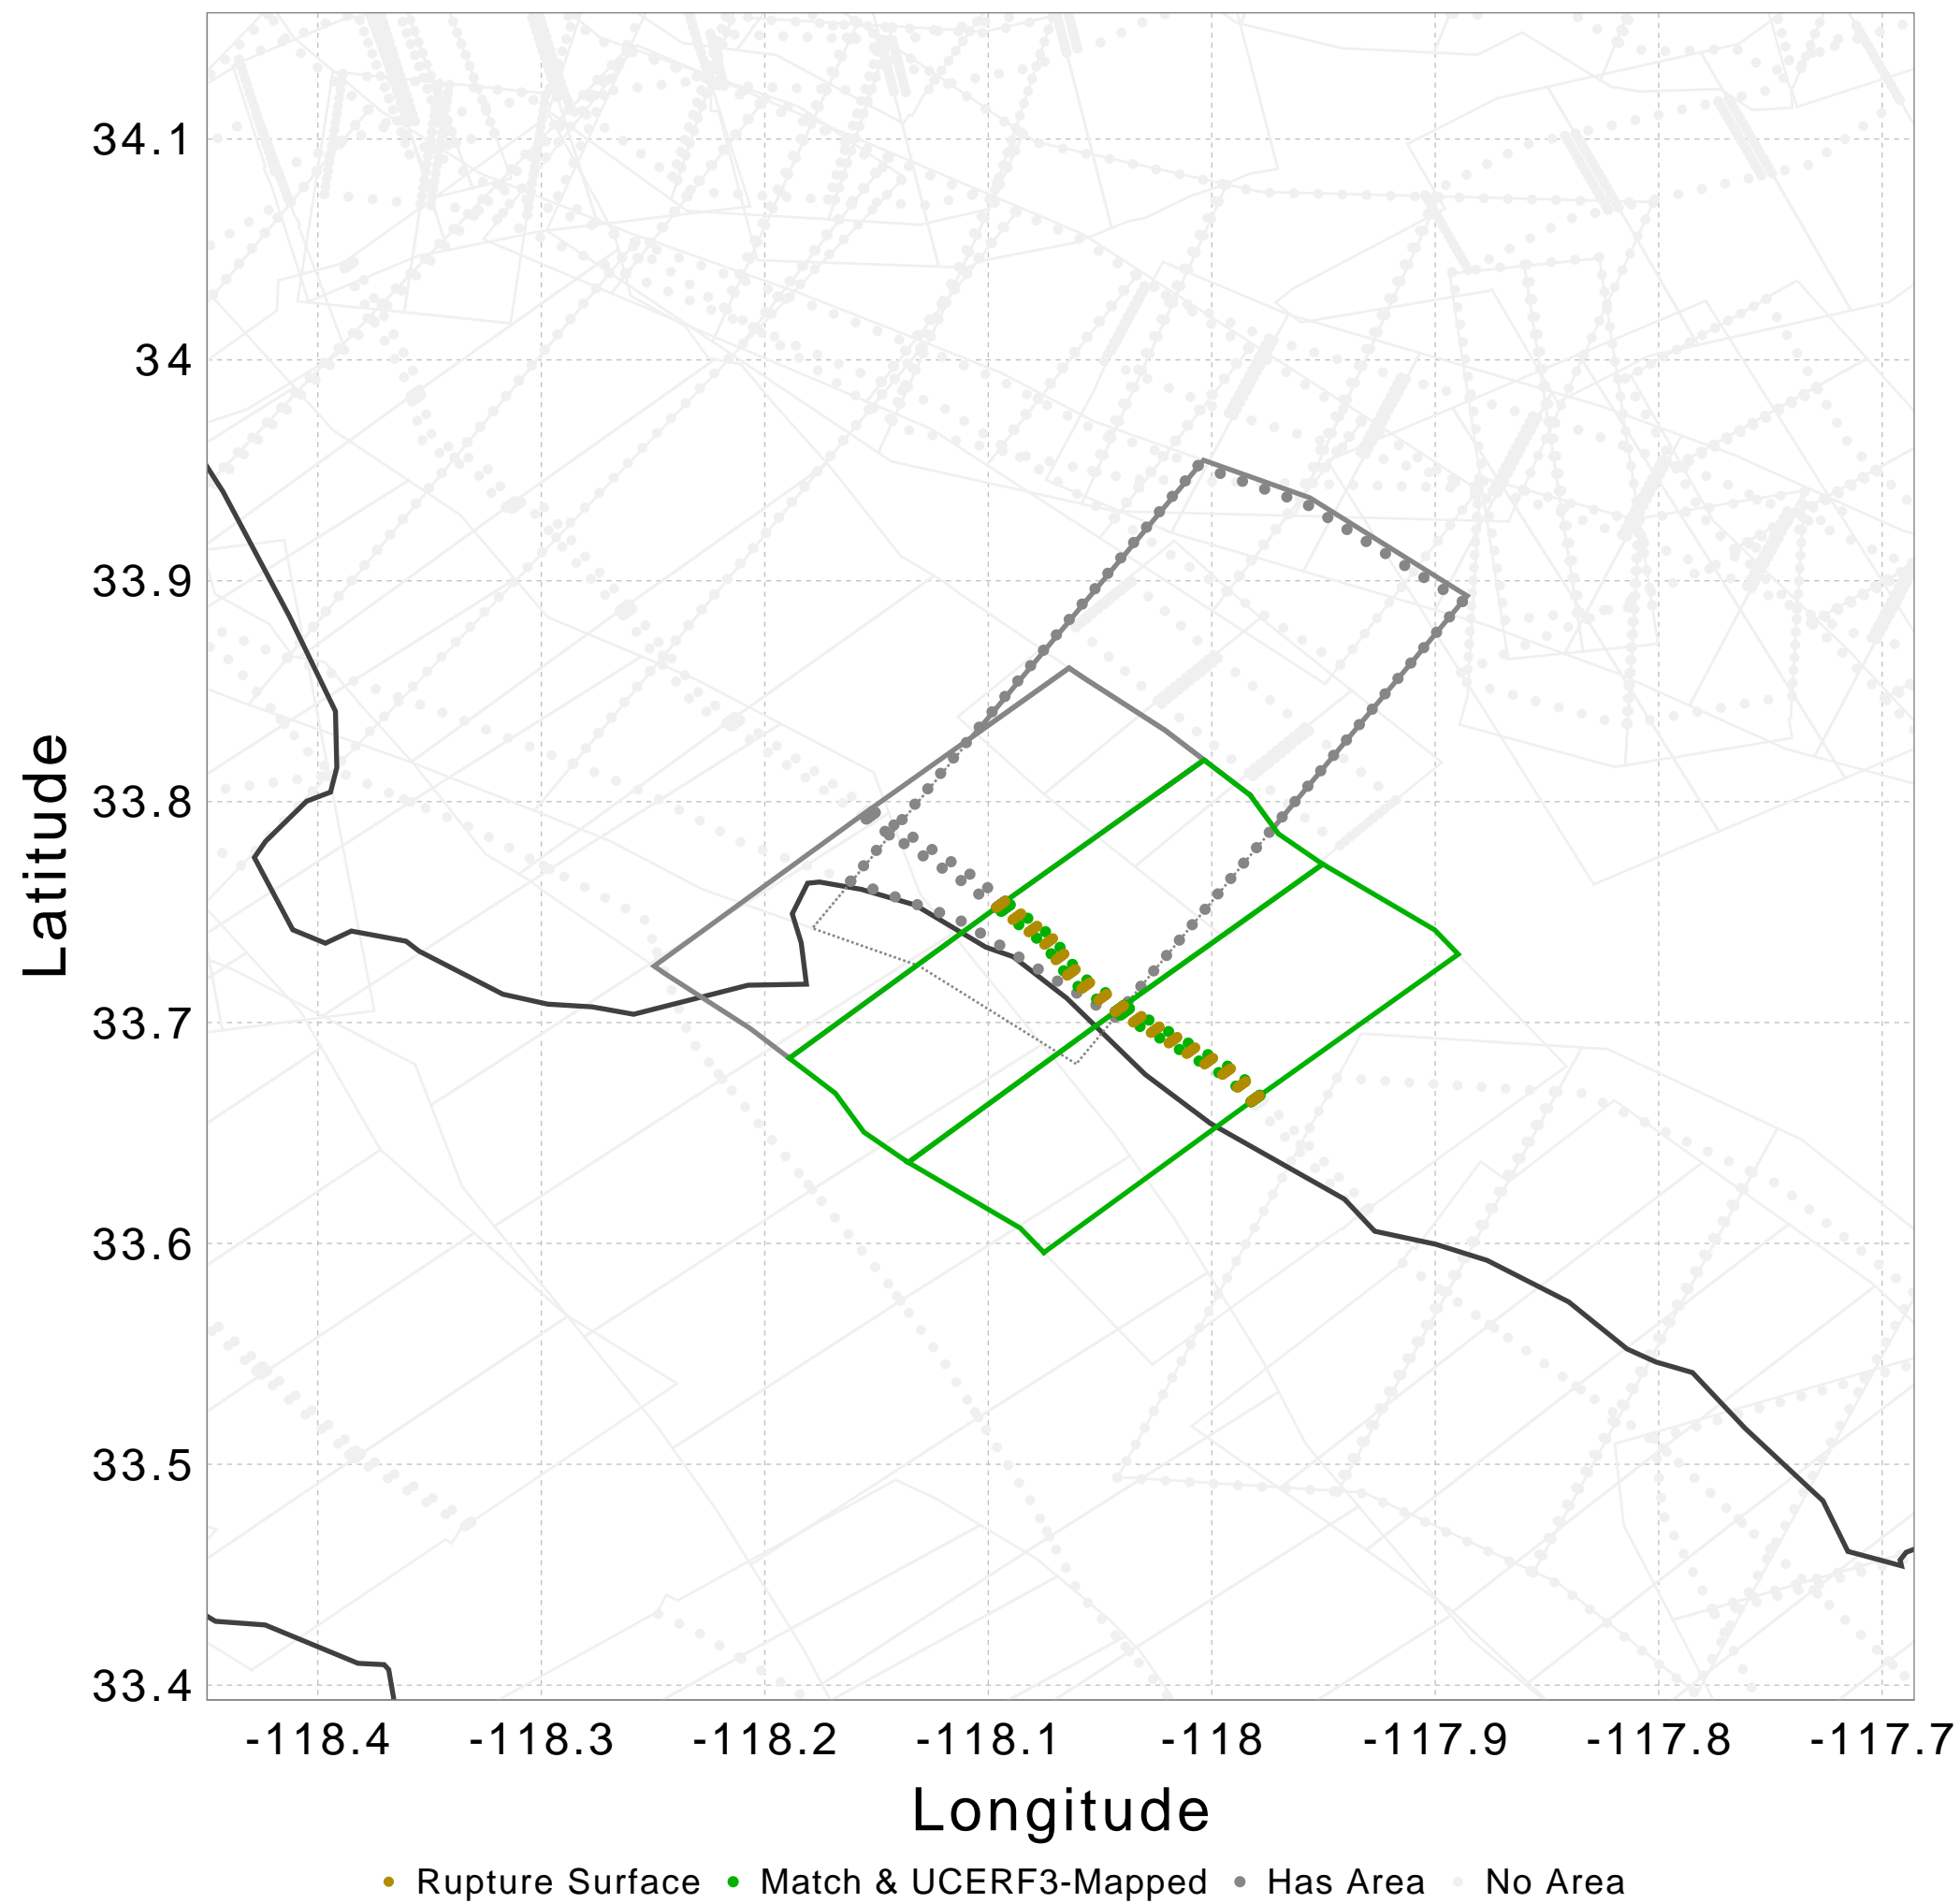 34.1
34
33.9
33.8
33.7
33.6
33.5
33.4
Latitude
-118.4 -118.3 -118.2 -118.1 -118 -117.9 -117.8 -117.7
Longitude
Rupture Surface Match & UCERF3-Mapped Has Area No Area